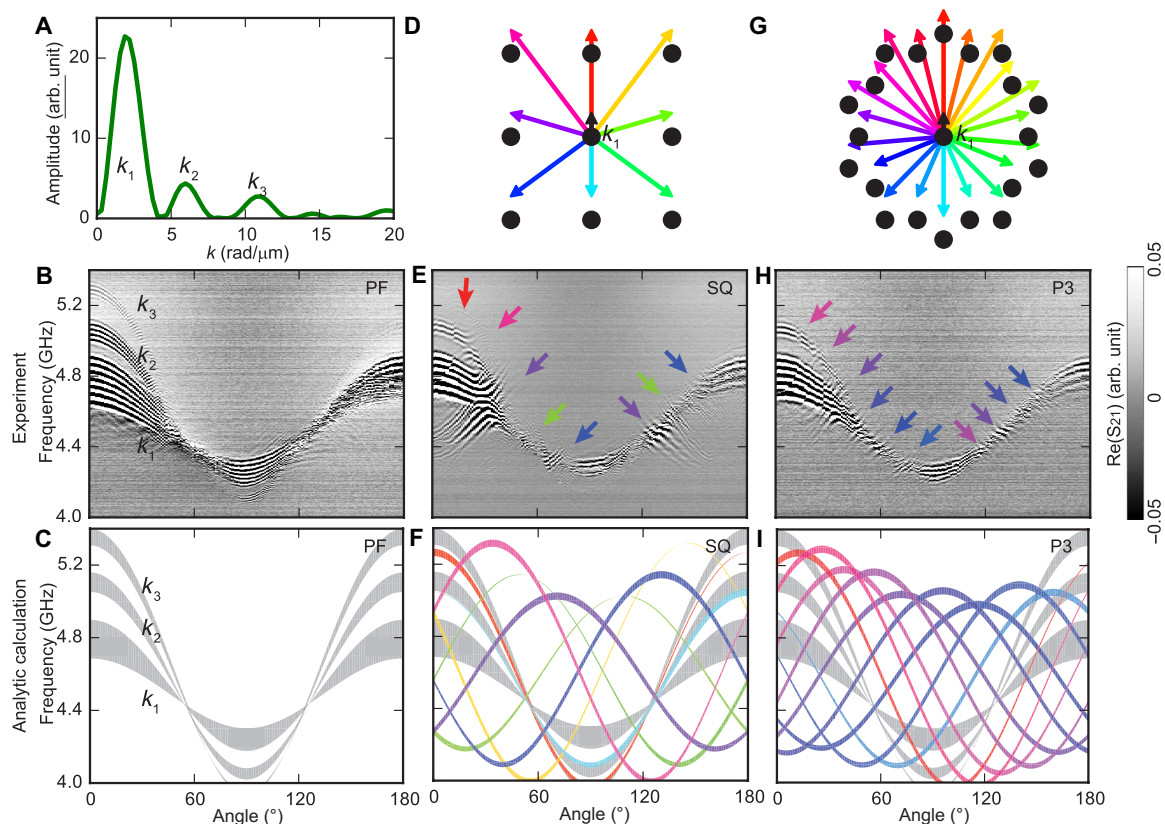 A
Amplitude (arb. unit)
20
10
0
k1
k2
k3
0
5
10
15
20
k (rad/μm)
D
k1
G
k1
B
PF
Experiment
Frequency (GHz)
5.2
4.8
4.4
4.0
k3
k2
k1
E
SQ
H
P3
Re(S21) (arb. unit)
0.05
0
−0.05
C
PF
Analytic calculation
Frequency (GHz)
5.2
4.8
4.4
4.0
k3
k2
k1
0
60
120
180
Angle (°)
F
SQ
0
60
120
180
Angle (°)
I
P3
0
60
120
180
Angle (°)